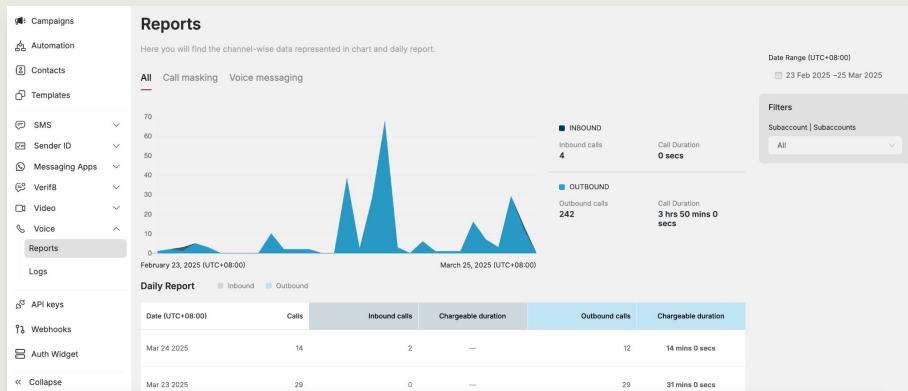 Campaigns
Automation
Contacts
Templates
SMS
Sender ID
Messaging Apps
Verif8
Video
Voice
Reports
Logs
API keys
Webhooks
Auth Widget
« Collapse
Reports
Here you will find the channel-wise data represented in chart and daily report.
All Call masking Voice messaging
70
60
50
40
30
20
10
0
February 23, 2025 (UTC+08:00) March 25, 2025 (UTC+08:00)
INBOUND
Inbound calls Call Duration
4 0 secs
OUTBOUND
Outbound calls Call Duration
242 3 hrs 50 mins 0
secs
Date Range (UTC+08:00)
23 Feb 2025 ~25 Mar 2025
Filters
Subaccount | Subaccounts
All
Daily Report Inbound Outbound
Date (UTC+08:00) Calls Inbound calls Chargeable duration Outbound calls Chargeable duration
Mar 24 2025 14 2 — 12 14 mins 0 secs
Mar 23 2025 29 0 — 29 31 mins 0 secs